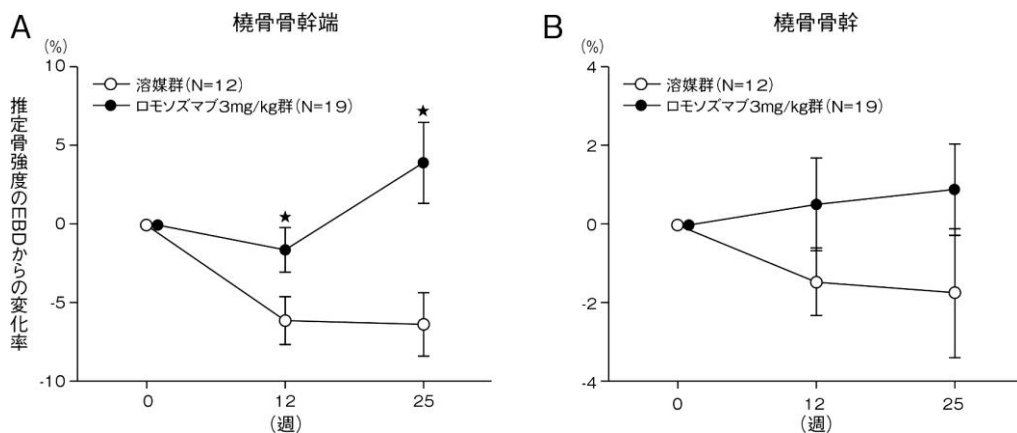 A
橈骨骨幹端
(%)
10
5
0
-5
-10
推定骨強度のEBDからの変化率
溶媒群(N=12)
ロモソズマブ3mg/kg群(N=19)
★
★
0
12
25
(週)
B
橈骨骨幹
(%)
4
2
0
-2
-4
溶媒群(N=12)
ロモソズマブ3mg/kg群(N=19)
0
12
25
(週)